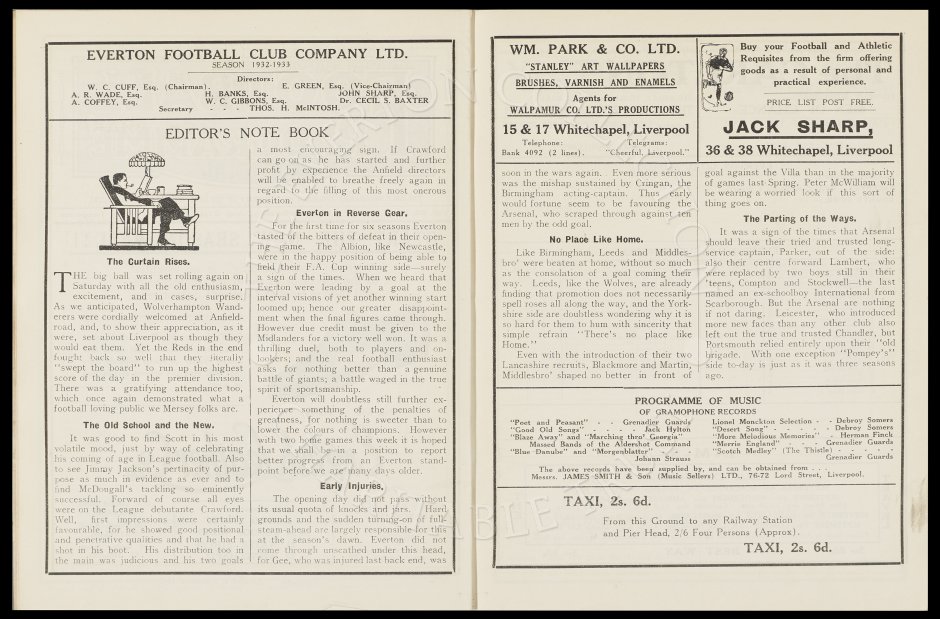 EVERTON FOOTBALL CLUB COMPANY LTD.
SEASON 1932-1933
Directors:
W. C. CUFF, Esq. (Chairman). E. GREEN, Esq. (Vice-Chairman)
A. R. WADE, Esq. H. BANKS, Esq. JOHN SHARP, Esq.
A. COFFEY, Esq. W. C. GIBBONS, Esq. Dr. CECIL S. BAXTER
Secretary - - - THOS. H. McINTOSH.
EDITOR'S NOTE BOOK
The Curtain Rises.
THE big ball was set rolling again on
Saturday with all the old enthusiasm,
excitement, and in cases, surprise.
As we anticipated, Wolverhampton Wand-
erers were cordially welcomed at Anfield-
road, and, to show their appreciation, as it
were, set about Liverpool as though they
would eat them. Yet the Reds in the end
fought back so well that they literally
"swept the board" to run up the highest
score of the day in the premier division.
There was a gratifying attendance too,
which once again demonstrated what a
football loving public we Mersey folks are.
The Old School and the New.
It was good to find Scott in his most
volatile mood, just by way of celebrating
his coming of age in League football. Also
to see Jimmy Jackson's pertinacity of pur-
pose as much in evidence as ever and to
find McDougall's tackling so eminently
successful. Forward of course all eyes
were on the League debutante Crawford.
Well, first impressions were certainly
favourable, for he showed good positional
and penetrative qualities and that he had a
shot in his boot. His distribution too in
the main was judicious and his two goals
a most encouraging sign. If Crawford
can go on as he has started and further
profit by experience the Anfield directors
will be enabled to breathe freely again in
regard to the filling of this most onerous
position.
Everton in Reverse Gear.
For the first time for six seasons Everton
tasted of the bitters of defeat in their open-
ing game. The Albion, like Newcastle,
were in the happy position of being able to
field their F.A. Cup winning side—surely
a sign of the times. When we heard that
Everton were leading by a goal at the
interval visions of yet another winning start
loomed up; hence our greater disappoint-
ment when the final figures came through.
However due credit must be given to the
Midlanders for a victory well won. It was a
thrilling duel, both to players and on-
lookers; and the real football enthusiast
asks for nothing better than a genuine
battle of giants; a battle waged in the true
spirit of sportsmanship.
Everton will doubtless still further ex-
perience something of the penalties of
greatness, for nothing is sweeter than to
lower the colours of champions. However
with two home games this week it is hoped
that we shall be in a position to report
better progress from an Everton stand-
point before we are many days older.
Early Injuries.
The opening day did not pass without
its usual quota of knocks and jars. Hard
grounds and the sudden turning-on of full-
steam-ahead are largely responsible for this
at the season's dawn. Everton did not
come through unscathed under this head,
for Gee, who was injured last back end, was
WM. PARK & CO. LTD.
"STANLEY" ART WALLPAPERS
BRUSHES, VARNISH AND ENAMELS
Agents for
WALPAMUR CO. LTD.'S PRODUCTIONS
15 & 17 Whitechapel, Liverpool
Telephone: Telegrams:
Bank 4092 (2 lines). "Cheerful, Liverpool."
Buy your Football and Athletic
Requisites from the firm offering
goods as a result of personal and
practical experience.
PRICE LIST POST FREE.
JACK SHARP,
36 & 38 Whitechapel, Liverpool
soon in the wars again. Even more serious
was the mishap sustained by Cringan, the
Birmingham acting-captain. Thus early
would fortune seem to be favouring the
Arsenal, who scraped through against ten
men by the odd goal.
No Place Like Home.
Like Birmingham, Leeds and Middles-
bro' were beaten at home, without so much
as the consolation of a goal coming their
way. Leeds, like the Wolves, are already
finding that promotion does not necessarily
spell roses all along the way, and the York-
shire side are doubtless wondering why it is
so hard for them to hum with sincerity that
simple refrain "There's no place like
Home."
Even with the introduction of their two
Lancashire recruits, Blackmore and Martin,
Middlesbro' shaped no better in front of
goal against the Villa than in the majority
of games last Spring. Peter McWilliam will
be wearing a worried look if this sort of
thing goes on.
The Parting of the Ways.
It was a sign of the times that Arsenal
should leave their tried and trusted long-
service captain, Parker, out of the side:
also their centre forward Lambert, who
were replaced by two boys still in their
'teens, Compton and Stockwell—the last
named an ex-schoolboy International from
Scarborough. But the Arsenal are nothing
if not daring. Leicester, who introduced
more new faces than any other club also
left out the true and trusted Chandler, but
Portsmouth relied entirely upon their "old
brigade. With one exception "Pompey's"
side to-day is just as it was three seasons
ago.
PROGRAMME OF MUSIC
OF GRAMOPHONE RECORDS
"Poet and Peasant" - - Grenadier Guards
"Good Old Songs" - - - - Jack Hylton
"Blaze Away" and "Marching thro' Georgia"
Massed Bands of the Aldershot Command
"Blue Danube" and "Morgenblatter" - -
Johann Strauss
Lionel Monckton Selection - - Debroy Somers
"Desert Song" - - - - - Debroy Somers
"More Melodious Memories" - Herman Finck
"Merrie England" - - Grenadier Guards
"Scotch Medley" (The Thistle) - - - -
Grenadier Guards
The above records have been supplied by, and can be obtained from . . .
Messrs. JAMES SMITH & Son (Music Sellers) LTD., 76-72 Lord Street, Liverpool.
TAXI, 2s. 6d.
From this Ground to any Railway Station
and Pier Head, 2/6 Four Persons (Approx).
TAXI, 2s. 6d.